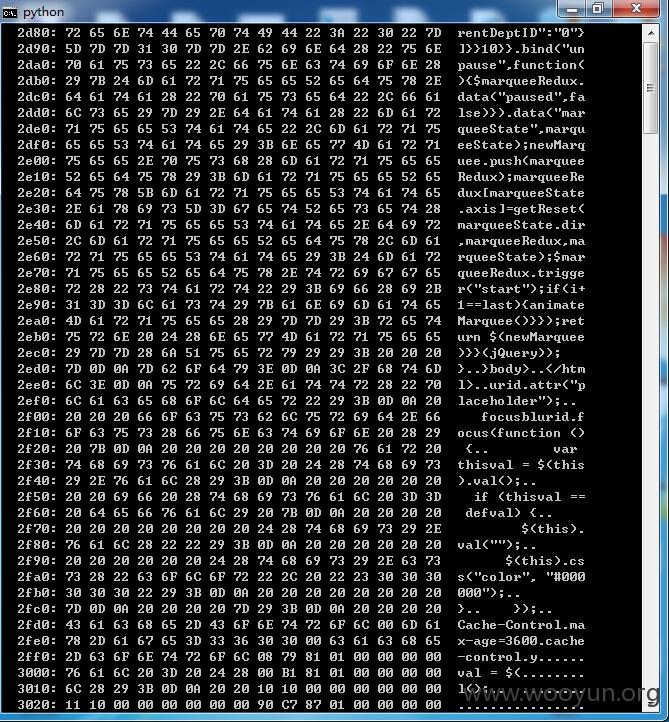 python
2d80: 72 65 6E 74 44 65 70 74 49 44 22 3A 22 30 22 7D rentDeptID":"0"}
2d90: 5D 7D 7D 31 30 7D 7D 2E 62 69 6E 64 28 22 75 6E ]}}10}}.bind("un
2da0: 70 61 75 73 65 22 2C 66 75 6E 63 74 69 6F 6E 28 pause",function(
2db0: 29 7B 24 6D 61 72 71 75 65 65 52 65 64 75 78 2E ){$marqueeRedux.
2dc0: 64 61 74 61 28 22 70 61 75 73 65 64 22 2C 66 61 data("paused",fa
2dd0: 6C 73 65 29 7D 29 2E 64 61 74 61 28 22 6D 61 72 lse)}).data("mar
2de0: 71 75 65 65 53 74 61 74 65 22 2C 6D 61 72 71 75 queeState",marqu
2df0: 65 65 53 74 61 74 65 29 3B 6E 65 77 4D 61 72 71 eeState);newMarq
2e00: 75 65 65 2E 70 75 73 68 28 6D 61 72 71 75 65 65 uee.push(marquee
2e10: 52 65 64 75 78 29 3B 6D 61 72 71 75 65 65 52 65 Redux);marqueeRe
2e20: 64 75 78 5B 6D 61 72 71 75 65 65 53 74 61 74 65 dux[marqueeState
2e30: 2E 61 78 69 73 5D 3D 67 65 74 52 65 73 65 74 28 .axis]=getReset(
2e40: 6D 61 72 71 75 65 65 53 74 61 74 65 2E 64 69 72 marqueeState.dir
2e50: 2C 6D 61 72 71 75 65 65 52 65 64 75 78 2C 6D 61 ,marqueeRedux,ma
2e60: 72 71 75 65 65 53 74 61 74 65 29 3B 24 6D 61 72 rqueeState);$mar
2e70: 71 75 65 65 52 65 64 75 78 2E 74 72 69 67 67 65 queeRedux.trigge
2e80: 72 28 22 73 74 61 72 74 22 29 3B 69 66 28 69 2B r("start");if(i+
2e90: 31 3D 3D 6C 61 73 74 29 7B 61 6E 69 6D 61 74 65 1==last){animate
2ea0: 4D 61 72 71 75 65 65 28 29 7D 7D 29 3B 72 65 74 Marquee()}});ret
2eb0: 75 72 6E 20 24 28 6E 65 77 4D 61 72 71 75 65 65 urn $(newMarquee
2ec0: 29 7D 7D 28 6A 51 75 65 72 79 29 29 3B 20 20 20 )}}(jQuery));
2ed0: 7D 0D 0A 7D 62 6F 64 79 3E 0D 0A 3C 2F 68 74 6D }..}body>..</htm
2ee0: 6C 3E 0D 0A 75 72 69 64 2E 61 74 74 72 28 22 70 l>..urid.attr("p
2ef0: 6C 61 63 65 68 6F 6C 64 65 72 22 29 3B 0D 0A 20 laceholder");..
2f00: 20 20 20 66 6F 63 75 73 62 6C 75 72 69 64 2E 66 focusblurid.f
2f10: 6F 63 75 73 28 66 75 6E 63 74 69 6F 6E 20 28 29 ocus(function ()
2f20: 20 7B 0D 0A 20 20 20 20 20 20 20 20 76 61 72 20 {.. var
2f30: 74 68 69 73 76 61 6C 20 3D 20 24 28 74 68 69 73 thisval = $(this
2f40: 29 2E 76 61 6C 28 29 3B 0D 0A 20 20 20 20 20 20 ).val();..
2f50: 20 20 69 66 20 28 74 68 69 73 76 61 6C 20 3D 3D if (thisval ==
2f60: 20 64 65 66 76 61 6C 29 20 7B 0D 0A 20 20 20 20 defval) {..
2f70: 20 20 20 20 20 20 20 20 24 28 74 68 69 73 29 2E $(this).
2f80: 76 61 6C 28 22 22 29 3B 0D 0A 20 20 20 20 20 20 val("");..
2f90: 20 20 20 20 20 20 24 28 74 68 69 73 29 2E 63 73 $(this).cs
2fa0: 73 28 22 63 6F 6C 6F 72 22 2C 20 22 23 30 30 30 s("color", "#000
2fb0: 30 30 30 22 29 3B 0D 0A 20 20 20 20 20 20 20 20 000");..
2fc0: 7D 0D 0A 20 20 20 20 7D 29 3B 0D 0A 20 20 20 20 }.. });..
2fd0: 43 61 63 68 65 2D 43 6F 6E 74 72 6F 6C 00 6D 61 Cache-Control.ma
2fe0: 78 2D 61 67 65 3D 33 36 30 30 00 63 61 63 68 65 x-age=3600.cache
2ff0: 2D 63 6F 6E 74 72 6F 6C 08 79 81 01 00 00 00 00 -control.y......
3000: 76 61 6C 20 3D 20 24 28 00 B1 81 01 00 00 00 00 val = $(........
3010: 6C 28 29 3B 0D 0A 20 20 10 10 00 00 00 00 00 00 l();.. ........
3020: 11 10 00 00 00 00 00 00 90 C7 87 01 00 00 00 00 ................
www.wooyun.org